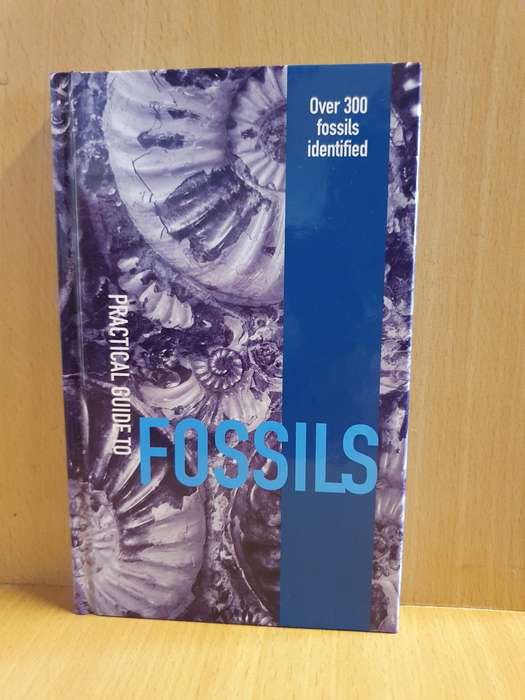 Over 300
fossils
identified
PRACTICAL GUIDE TO
FOSSILS